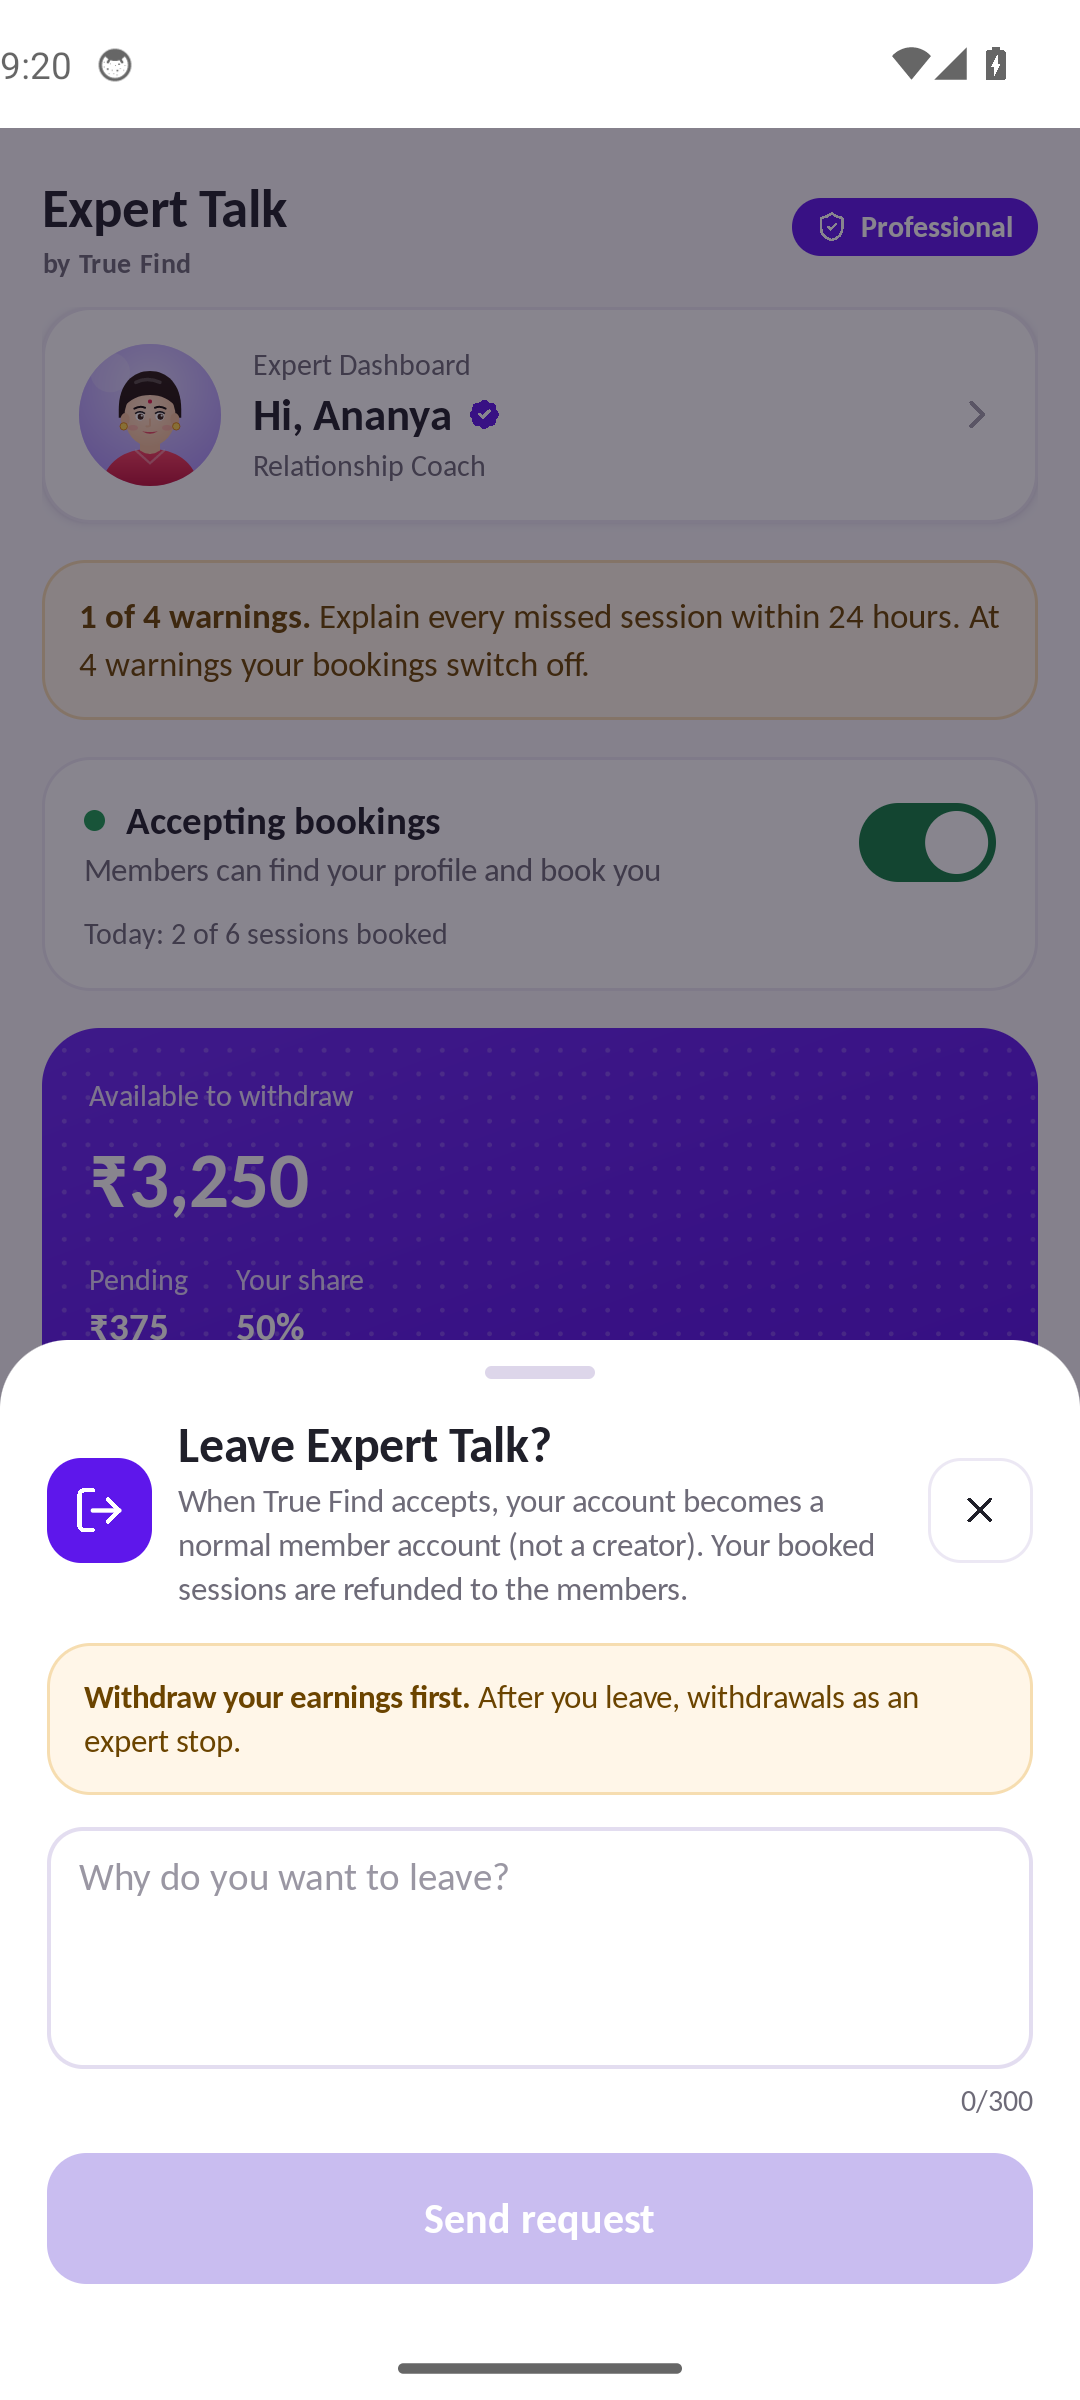 9:20
Expert Talk
by True Find
Professional
Expert Dashboard
Hi, Ananya
Relationship Coach
1 of 4 warnings. Explain every missed session within 24 hours. At
4 warnings your bookings switch off.
Accepting bookings
Members can find your profile and book you
Today: 2 of 6 sessions booked
Available to withdraw
₹3,250
Pending Your share
₹375 50%
Leave Expert Talk?
When True Find accepts, your account becomes a
normal member account (not a creator). Your booked
sessions are refunded to the members.
Withdraw your earnings first. After you leave, withdrawals as an
expert stop.
Why do you want to leave?
0/300
Send request